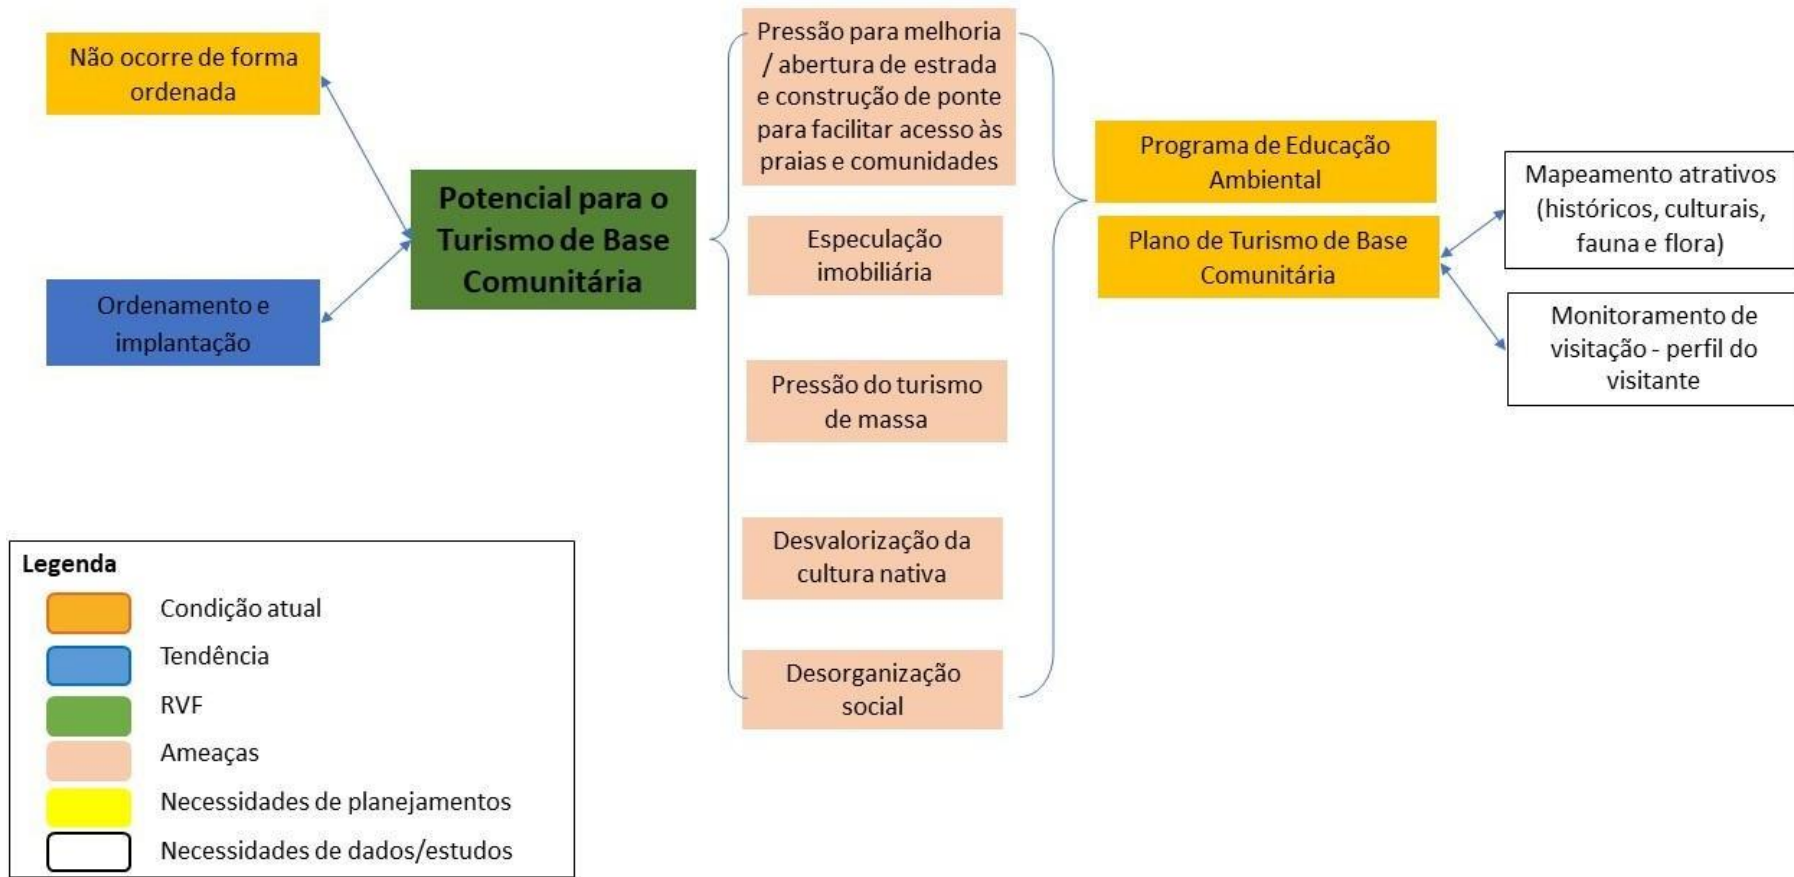 Não ocorre de forma
ordenada
Ordenamento e
implantação
Potencial para o
Turismo de Base
Comunitária
Pressão para melhoria
/ abertura de estrada
e construção de ponte
para facilitar acesso às
praias e comunidades
Especulação
imobiliária
Pressão do turismo
de massa
Desvalorização da
cultura nativa
Desorganização
social
Programa de Educação
Ambiental
Plano de Turismo de Base
Comunitária
Mapeamento atrativos
(históricos, culturais,
fauna e flora)
Monitoramento de
visitação - perfil do
visitante
Legenda
Condição atual
Tendência
RVF
Ameaças
Necessidades de planejamentos
Necessidades de dados/estudos